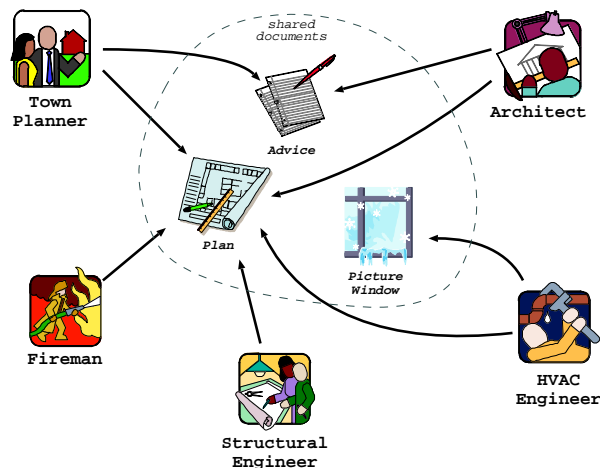 shared
documents
Town
Planner
Architect
Advice
Plan
Picture
Window
Fireman
HVAC
Engineer
Structural
Engineer